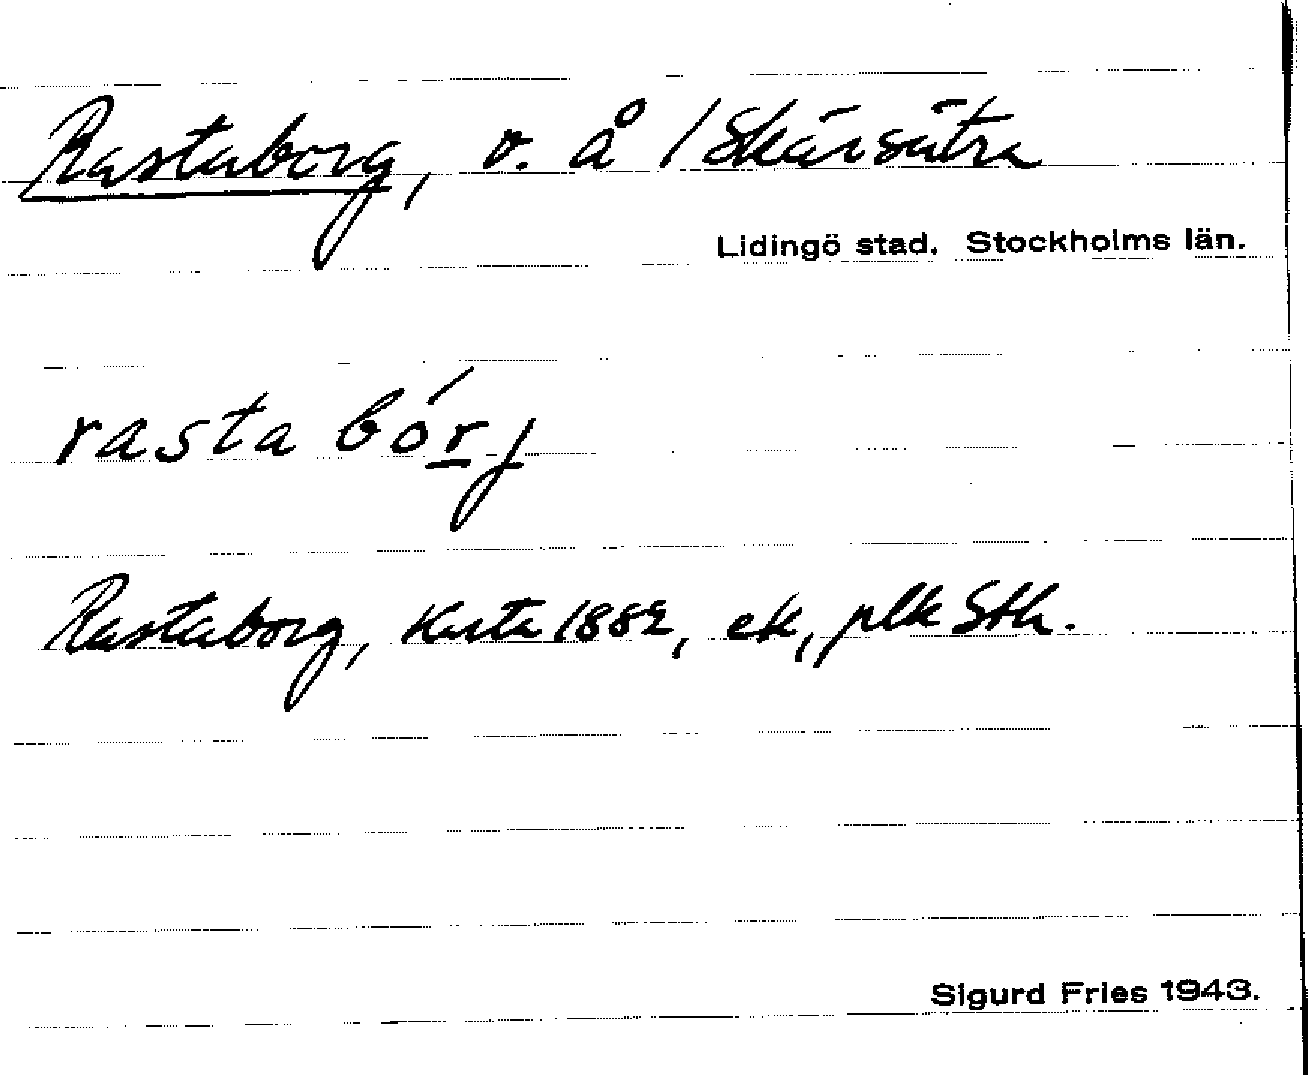 Rastaborg, v. å /Skärsätra
Lidingö stad. Stockholms län.
rasta bórj
Rastaborg, Karta 1882, ek, plk Sth.
Sigurd Fries 1943.